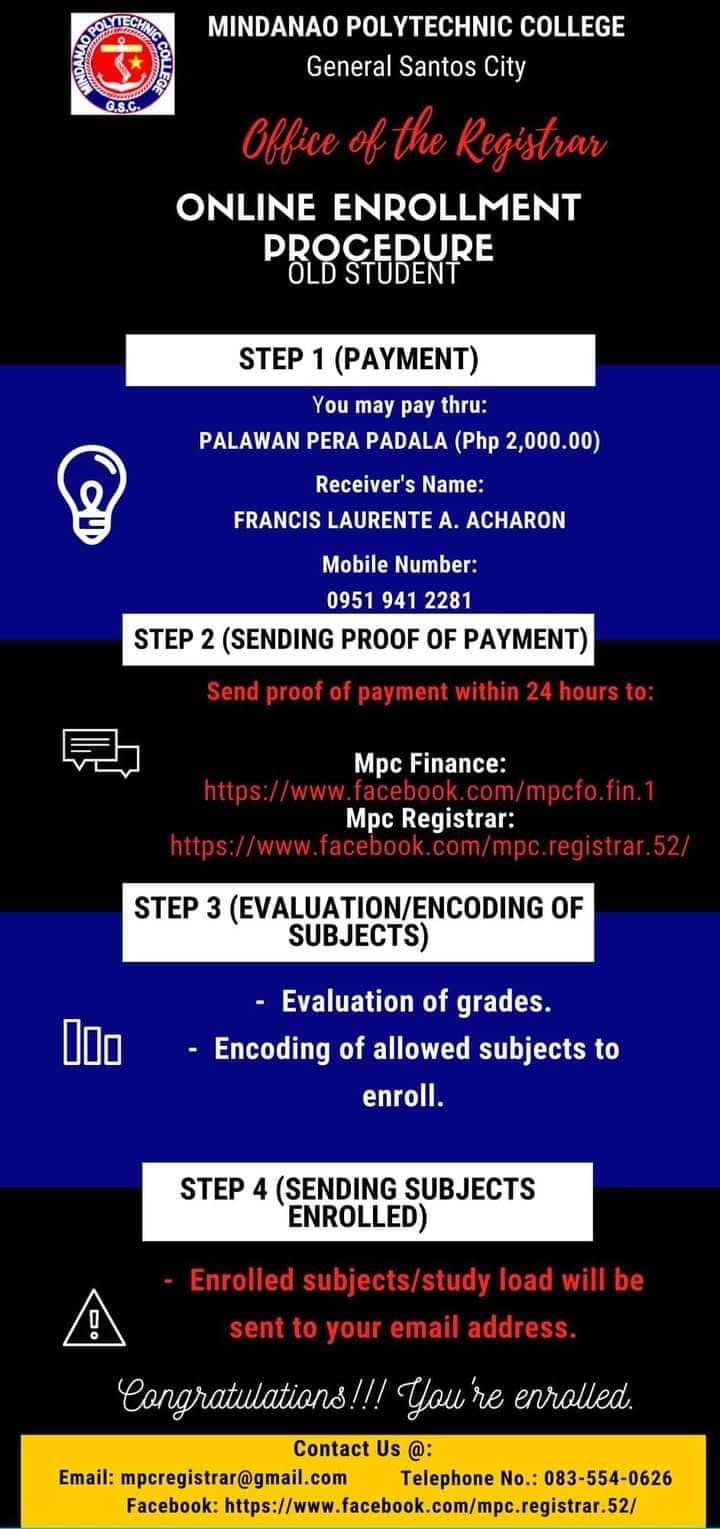 MINDANAO POLYTECHNIC COLLEGE
G.S.C.
MINDANAO POLYTECHNIC COLLEGE
General Santos City
Office of the Registrar
ONLINE ENROLLMENT
PROCEDURE
OLD STUDENT
STEP 1 (PAYMENT)
You may pay thru:
PALAWAN PERA PADALA (Php 2,000.00)
Receiver's Name:
FRANCIS LAURENTE A. ACHARON
Mobile Number:
0951 941 2281
STEP 2 (SENDING PROOF OF PAYMENT)
Send proof of payment within 24 hours to:
Mpc Finance:
https://www.facebook.com/mpcfo.fin.1
Mpc Registrar:
https://www.facebook.com/mpc.registrar.52/
STEP 3 (EVALUATION/ENCODING OF
SUBJECTS)
- Evaluation of grades.
- Encoding of allowed subjects to
enroll.
STEP 4 (SENDING SUBJECTS
ENROLLED)
- Enrolled subjects/study load will be
sent to your email address.
Congratulations!!! You're enrolled.
Contact Us @:
Email: mpcregistrar@gmail.com Telephone No.: 083-554-0626
Facebook: https://www.facebook.com/mpc.registrar.52/